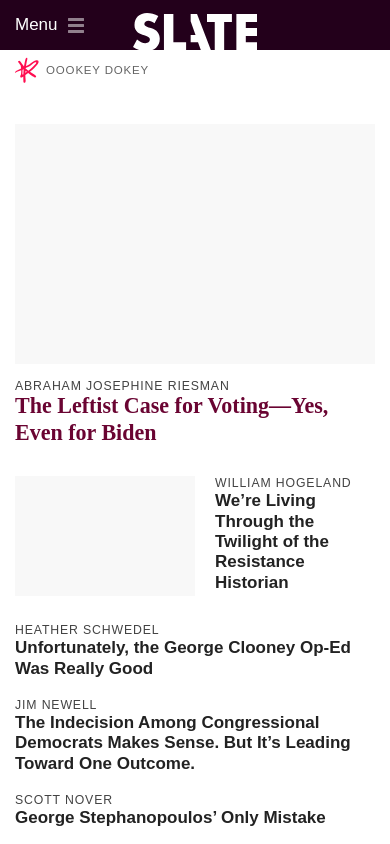 Menu
SLATE
OOOKEY DOKEY
ABRAHAM JOSEPHINE RIESMAN
The Leftist Case for Voting—Yes,
Even for Biden
WILLIAM HOGELAND
We’re Living
Through the
Twilight of the
Resistance
Historian
HEATHER SCHWEDEL
Unfortunately, the George Clooney Op-Ed
Was Really Good
JIM NEWELL
The Indecision Among Congressional
Democrats Makes Sense. But It’s Leading
Toward One Outcome.
SCOTT NOVER
George Stephanopoulos’ Only Mistake